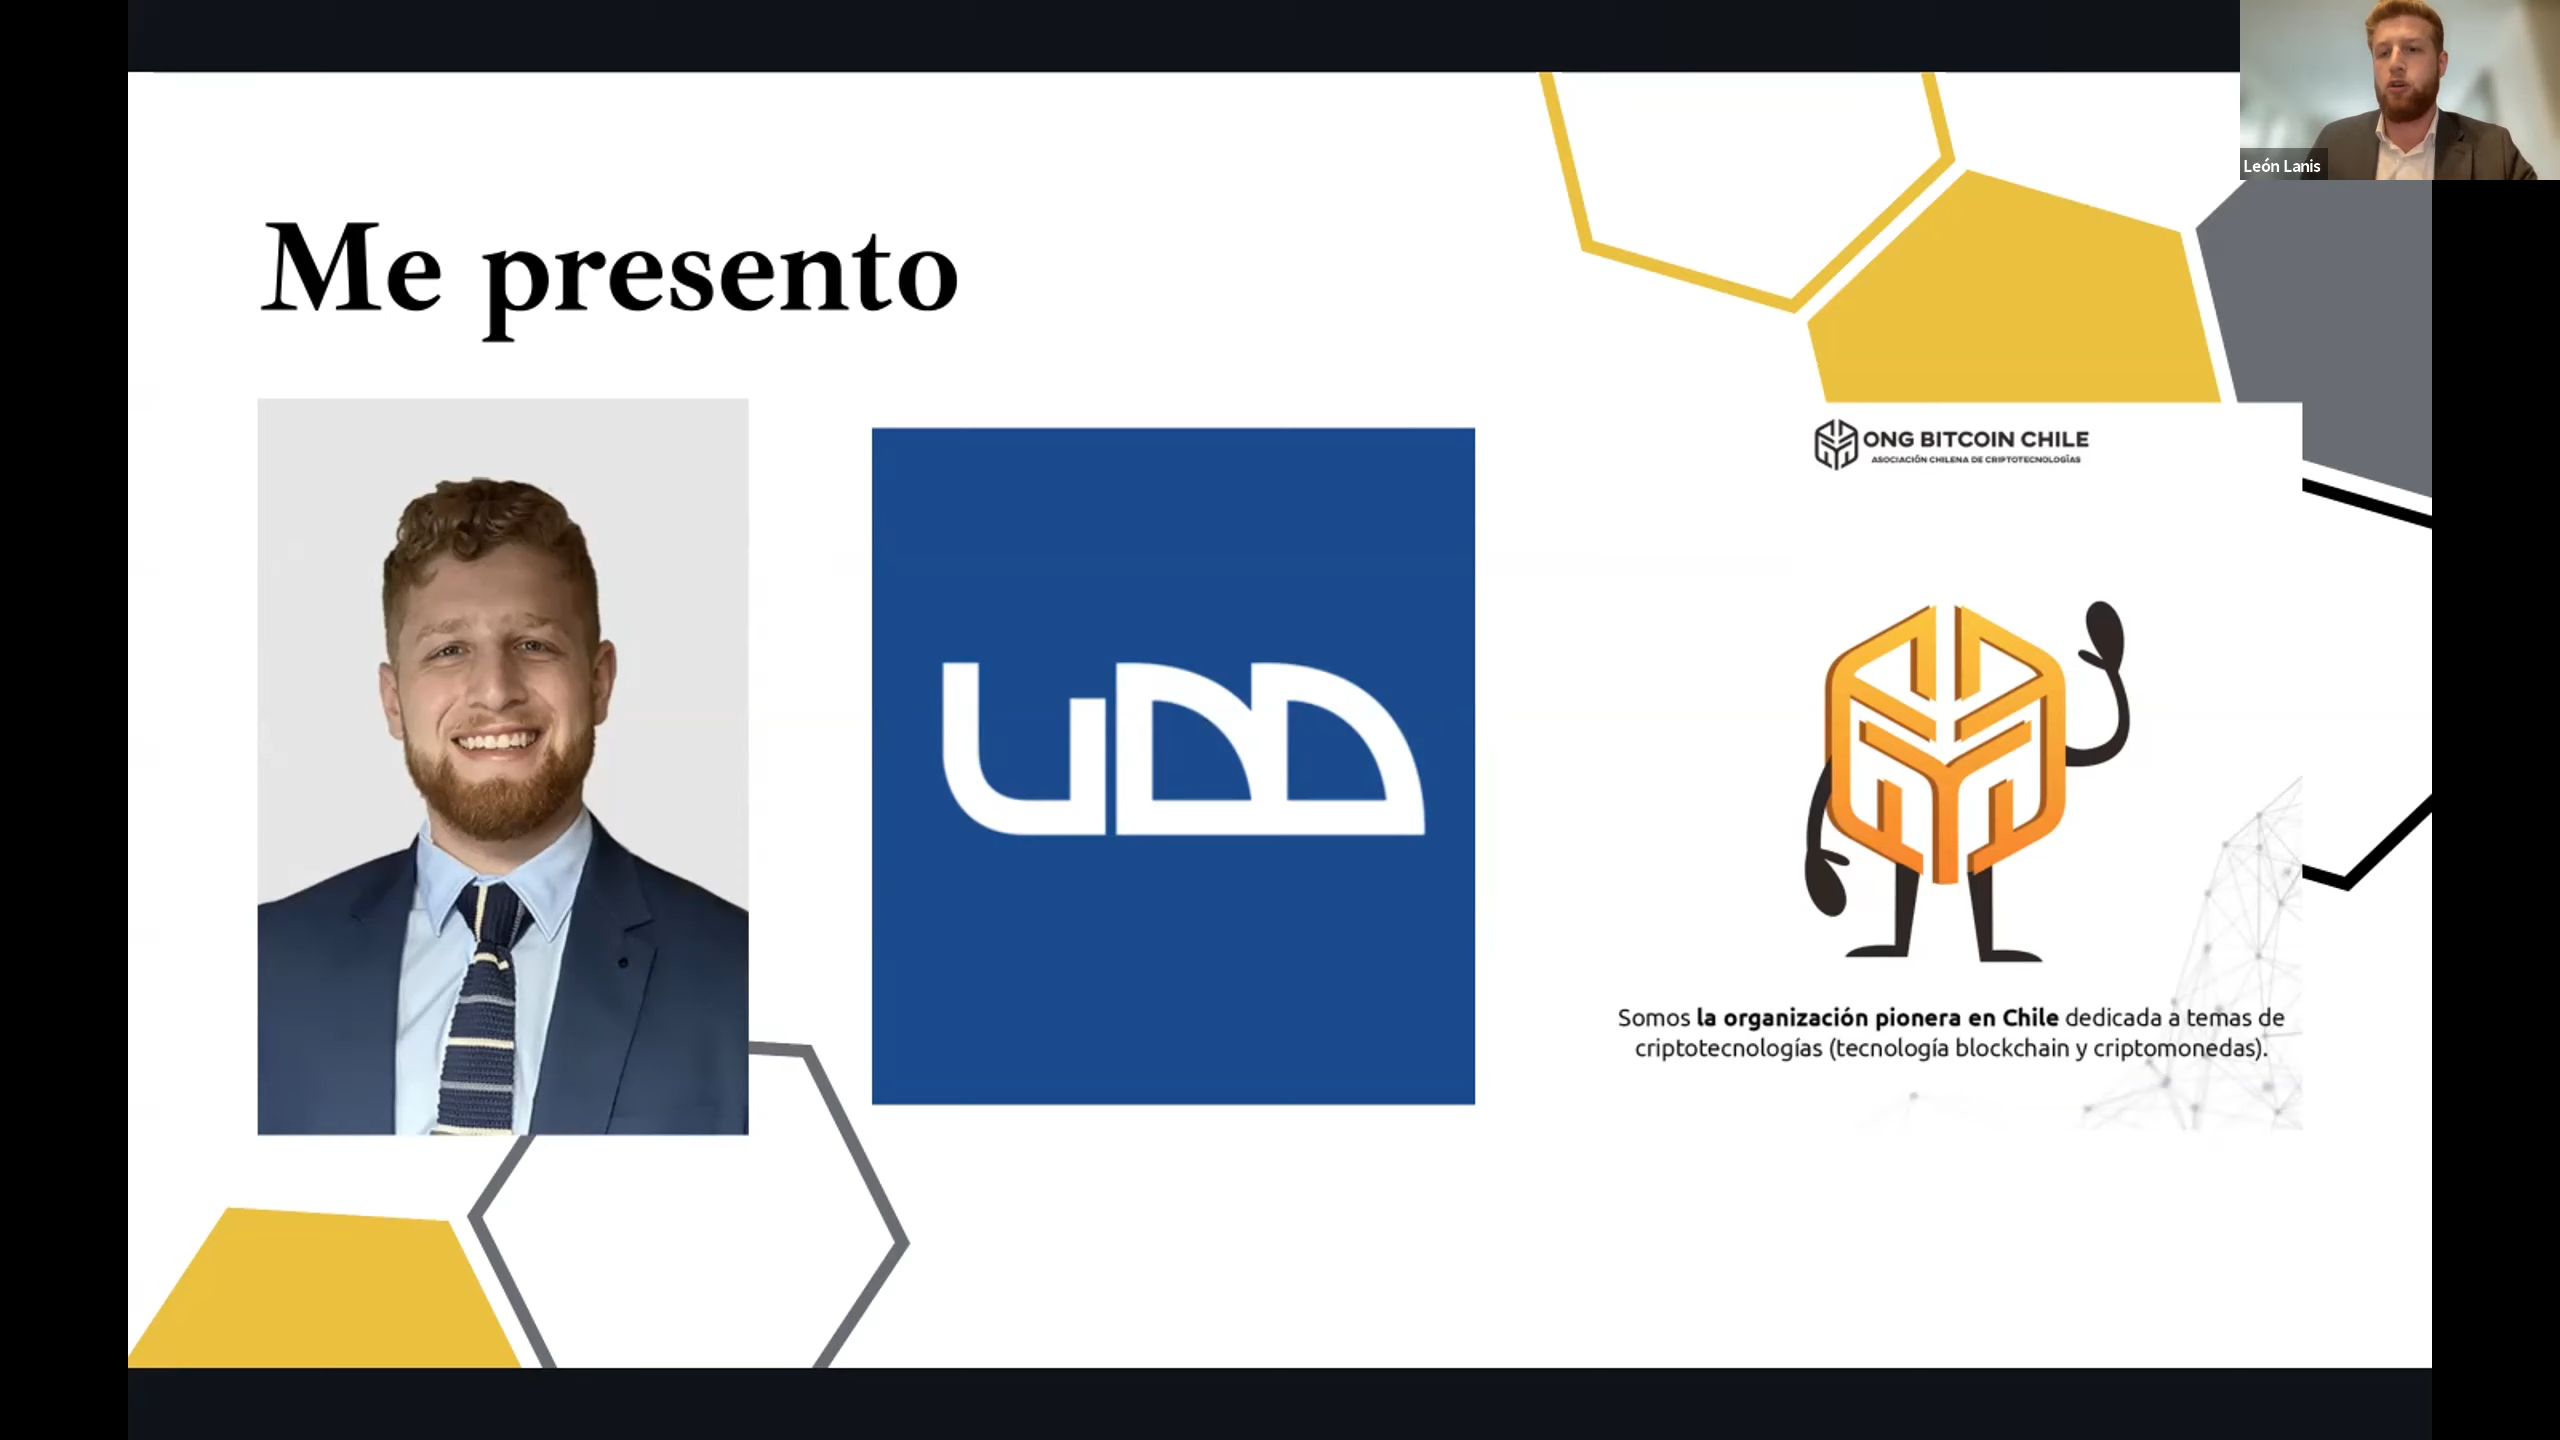 León Lanis
Me presento
UDD
ONG BITCOIN CHILE
ASOCIACIÓN CHILENA DE CRIPTOTECNOLOGÍAS
Somos la organización pionera en Chile dedicada a temas de
criptotecnologías (tecnología blockchain y criptomonedas).